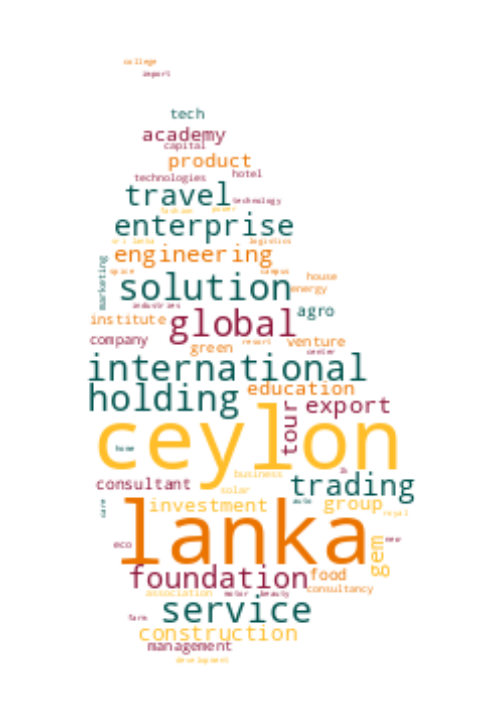 college
import
tech
academy
capital
product
technologies hotel
travel technology
fashion power
enterprise
sri lanka logistics
engineering
spice campus house
marketing
solution energy
industries agro
institute global
company green resort venture
center
international
holding education
tour export
ceylon
home
consultant business
solar trading
care investment auto group
royal
lanka
eco gem new
foundation food
association motor beauty consultancy
service
farm
construction
management
development